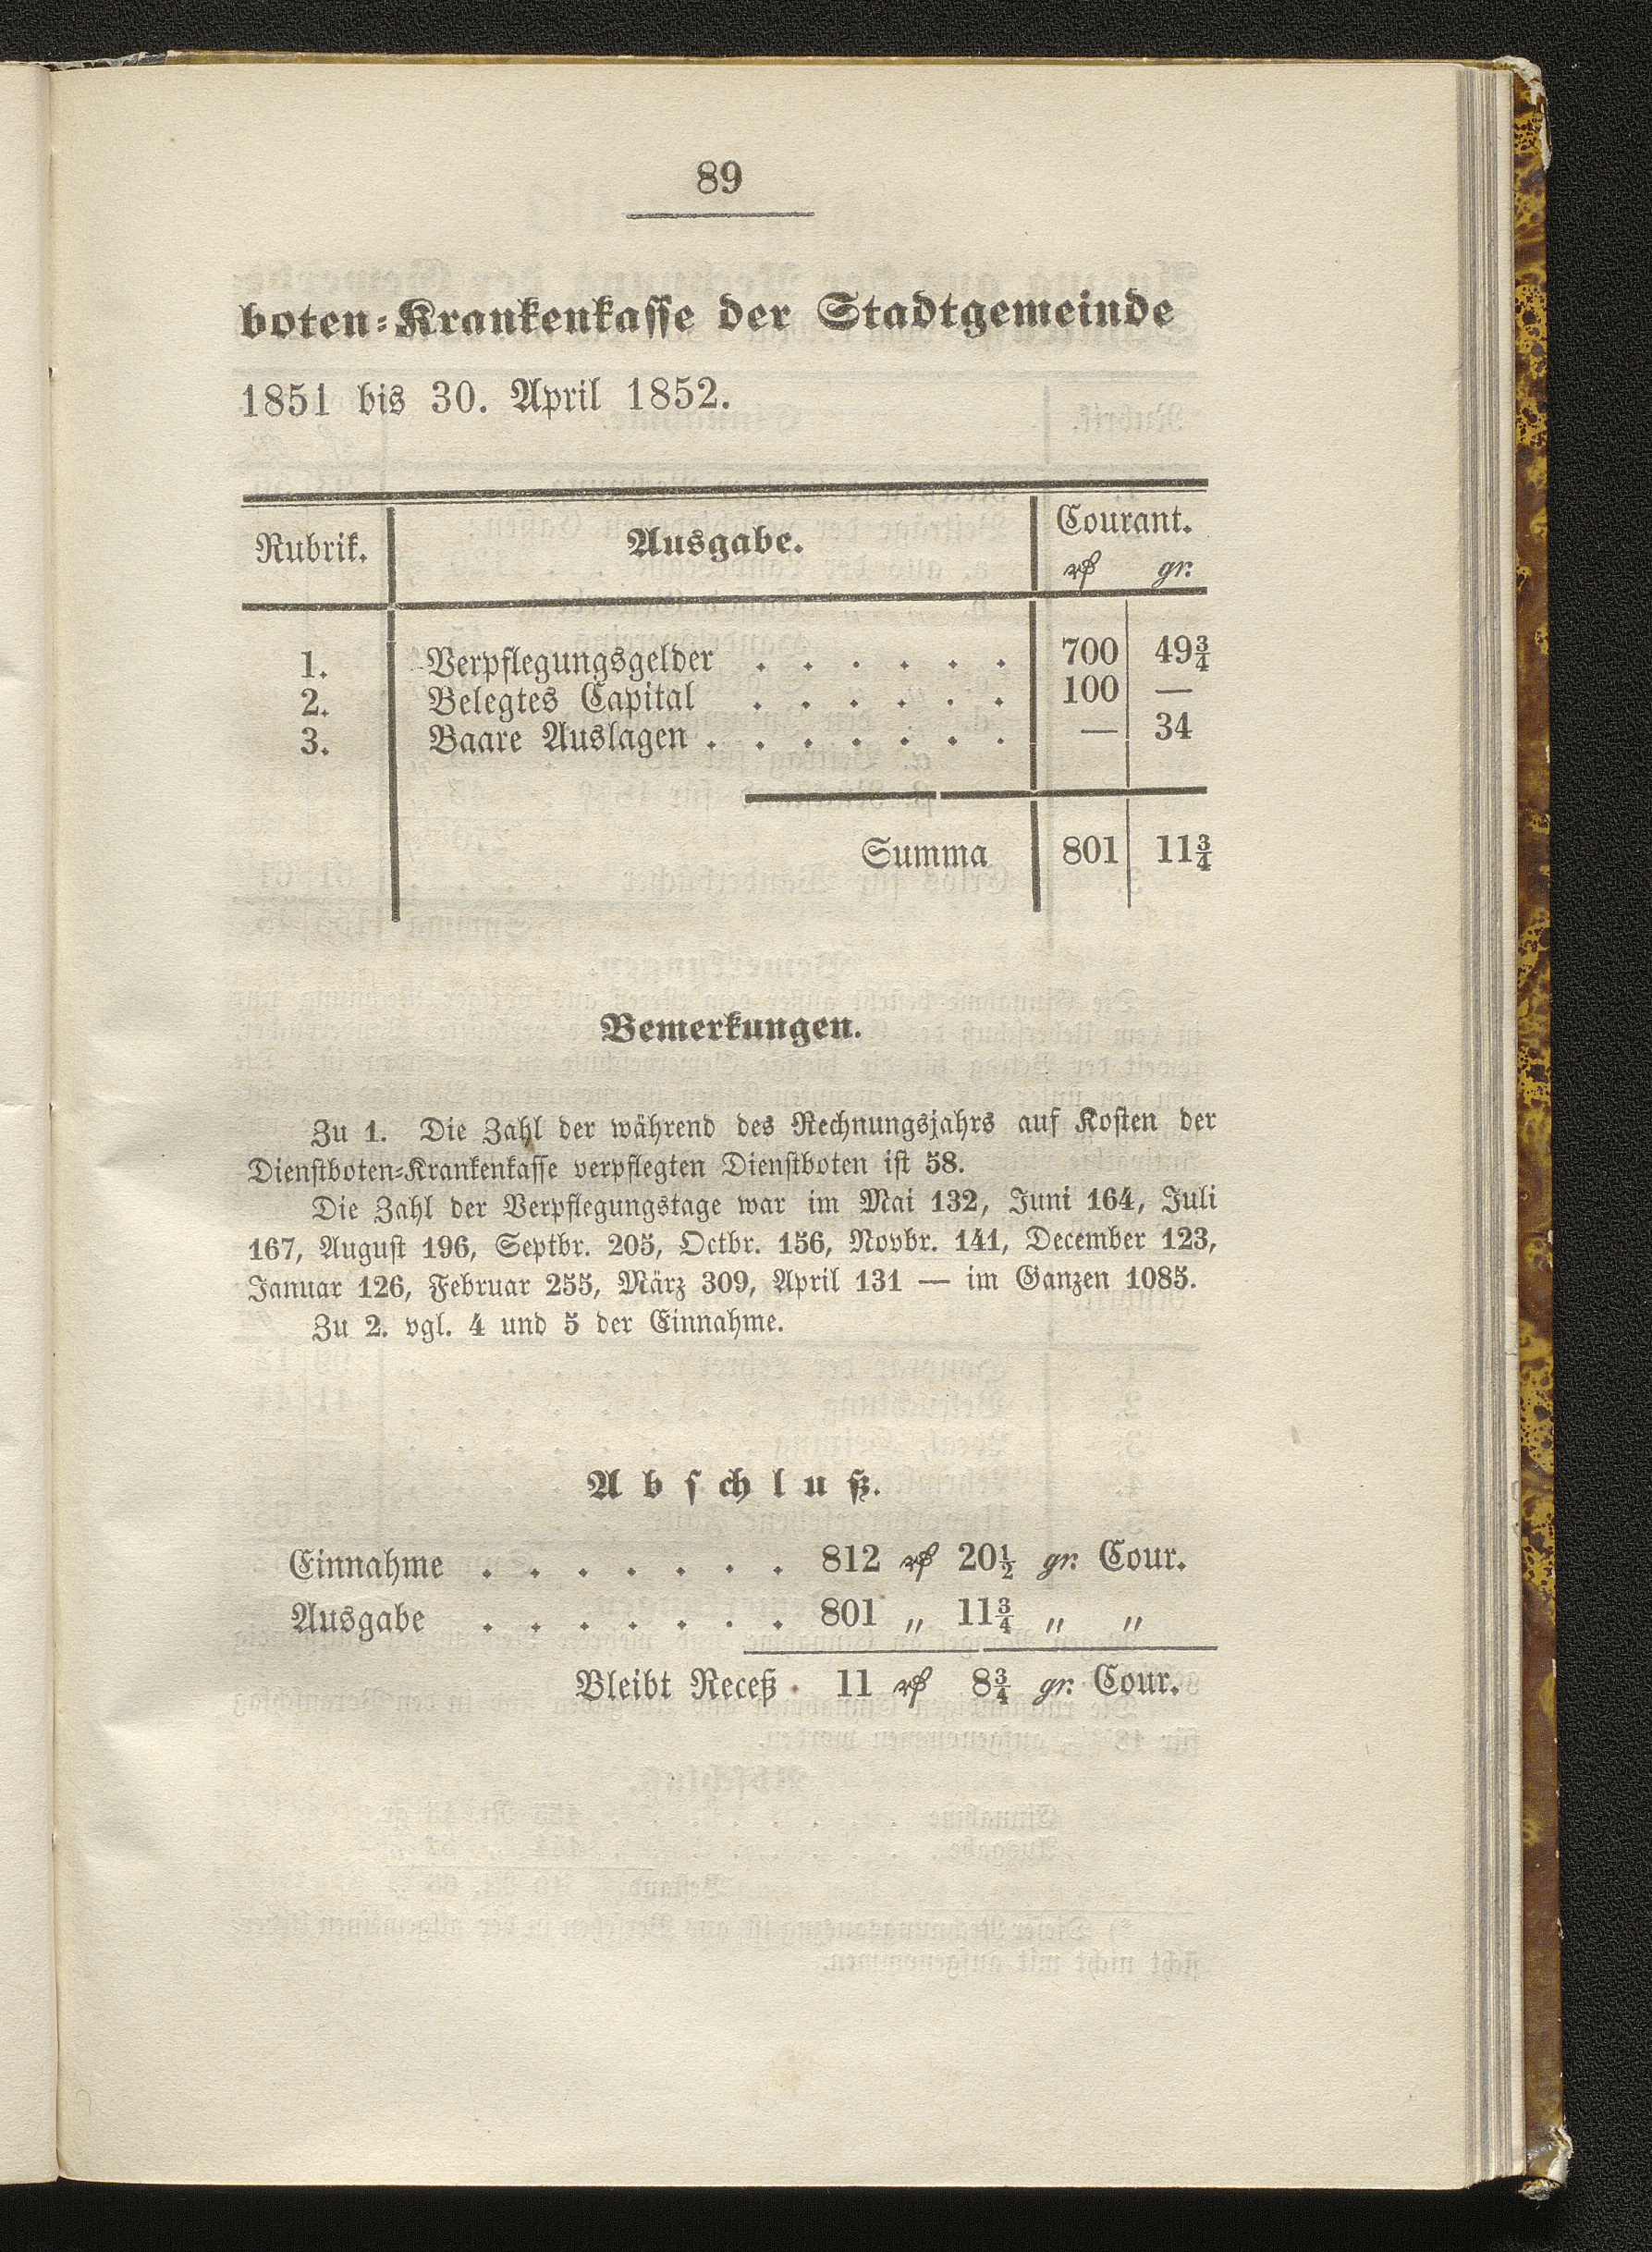 89
boten-Krankenkasse der Stadtgemeinde
1851 bis 30. April 1852.
Rubrik. Ausgabe. Courant.
₰ gr.
1. Verpflegungsgelder . . . . . . 700 49¾
2. Belegtes Capital . . . . . . 100 —
3. Baare Auslagen . . . . . . . — 34
Summa 801 11¾
Bemerkungen.
Zu 1. Die Zahl der während des Rechnungsjahrs auf Kosten der
Dienstboten-Krankenkasse verpflegten Dienstboten ist 58.
Die Zahl der Verpflegungstage war im Mai 132, Juni 164, Juli
167, August 196, Septbr. 205, Octbr. 156, Novbr. 141, December 123,
Januar 126, Februar 255, März 309, April 131 — im Ganzen 1085.
Zu 2. vgl. 4 und 5 der Einnahme.
Abschluß.
Einnahme . . . . . . . 812 ₰ 20½ gr. Cour.
Ausgabe . . . . . . . 801 „ 11¾ „ „
Bleibt Receß . 11 ₰ 8¾ gr. Cour.